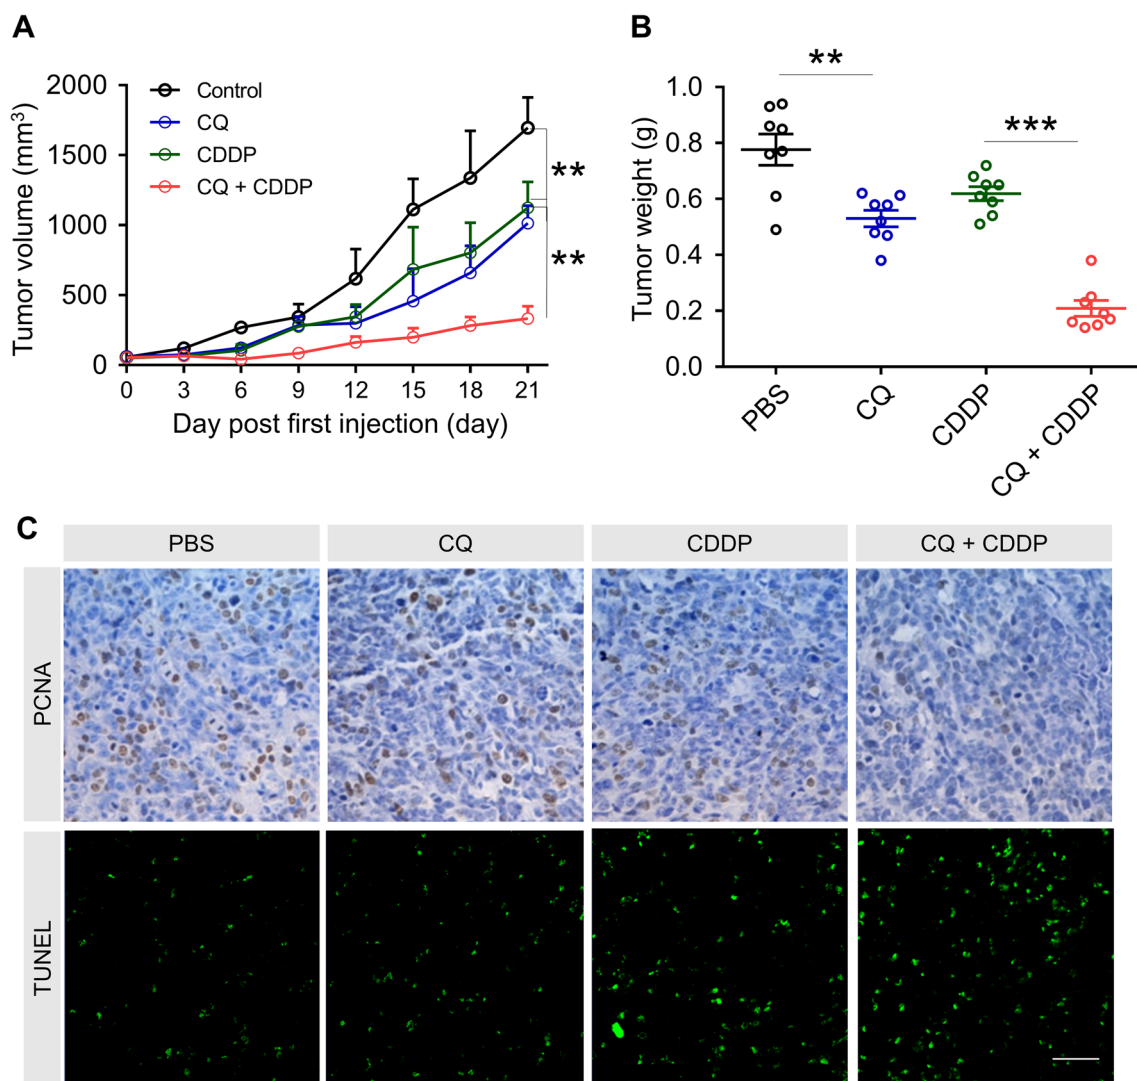 A
2000
1500
1000
500
0
Tumor volume (mm³)
Control
CQ
CDDP
CQ + CDDP
**
**
0 3 6 9 12 15 18 21
Day post first injection (day)
B
**
***
1.0
0.8
0.6
0.4
0.2
0.0
Tumor weight (g)
PBS
CQ
CDDP
CQ + CDDP
C
PBS CQ CDDP CQ + CDDP
PCNA
TUNEL